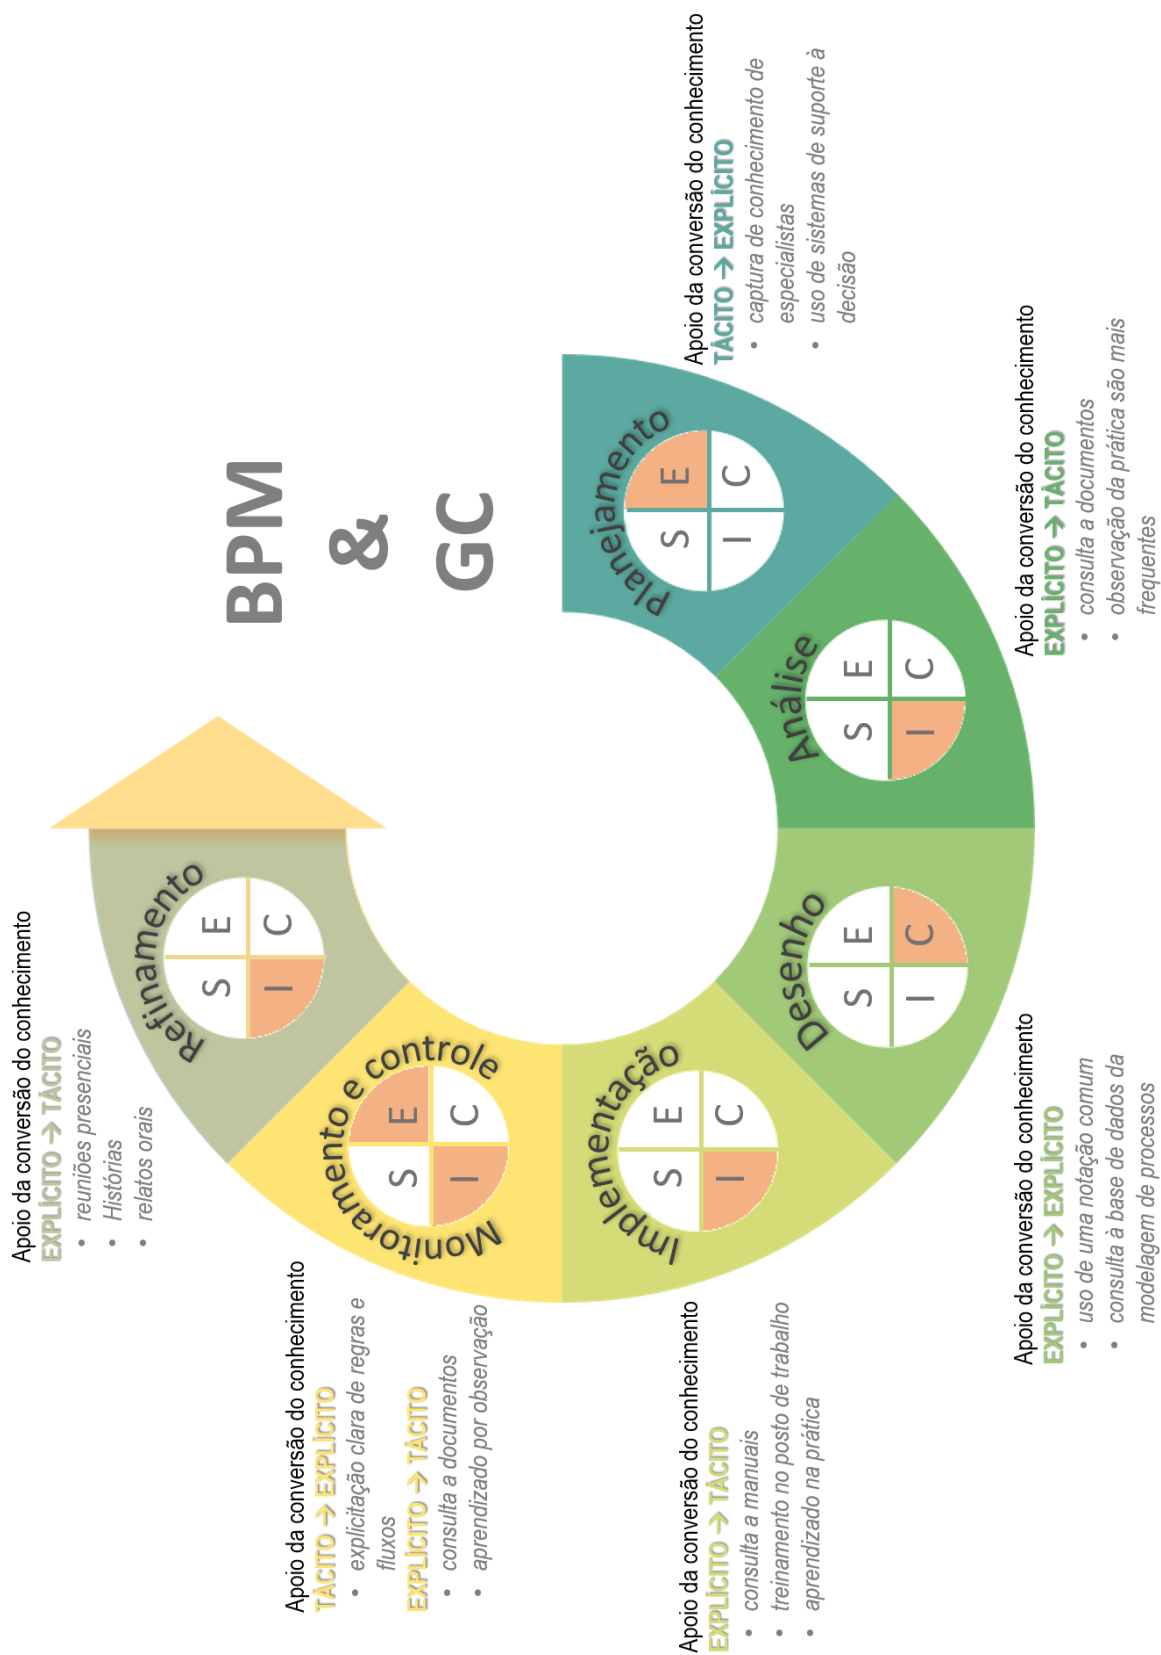 BPM
&
GC
Planejamento
S E
I C
Apoio da conversão do conhecimento
TÁCITO → EXPLÍCITO
• captura de conhecimento de
especialistas
• uso de sistemas de suporte à
decisão
Análise
S E
I C
Apoio da conversão do conhecimento
EXPLÍCITO → TÁCITO
• consulta a documentos
• observação da prática são mais
frequentes
Desenho
S E
I C
Apoio da conversão do conhecimento
EXPLÍCITO → EXPLÍCITO
• uso de uma notação comum
• consulta à base de dados da
modelagem de processos
Implementação
S E
I C
Apoio da conversão do conhecimento
EXPLÍCITO → TÁCITO
• consulta a manuais
• treinamento no posto de trabalho
• aprendizado na prática
Monitoramento e controle
S E
I C
Apoio da conversão do conhecimento
TÁCITO → EXPLÍCITO
• explicitação clara de regras e
fluxos
EXPLÍCITO → TÁCITO
• consulta a documentos
• aprendizado por observação
Refinamento
S E
I C
Apoio da conversão do conhecimento
EXPLÍCITO → TÁCITO
• reuniões presenciais
• Histórias
• relatos orais